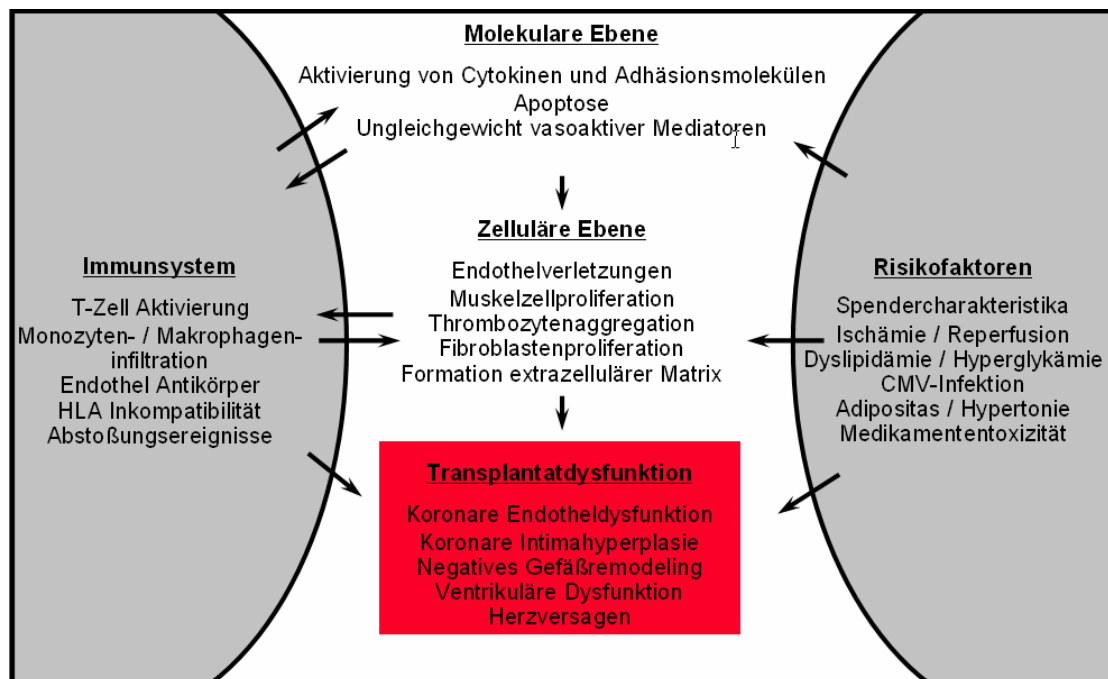 Molekulare Ebene
Aktivierung von Cytokinen und Adhäsionsmolekülen
Apoptose
Ungleichgewicht vasoaktiver Mediatoren
Immunsystem
T-Zell Aktivierung
Monozyten- / Makrophagen-
infiltration
Endothel Antikörper
HLA Inkompatibilität
Abstoßungsereignisse
Zelluläre Ebene
Endothelverletzungen
Muskelzellproliferation
Thrombozytenaggregation
Fibroblastenproliferation
Formation extrazellulärer Matrix
Risikofaktoren
Spendercharakteristika
Ischämie / Reperfusion
Dyslipidämie / Hyperglykämie
CMV-Infektion
Adipositas / Hypertonie
Medikamententoxizität
Transplantatdysfunktion
Koronare Endotheldysfunktion
Koronare Intimahyperplasie
Negatives Gefäßremodeling
Ventrikuläre Dysfunktion
Herzversagen